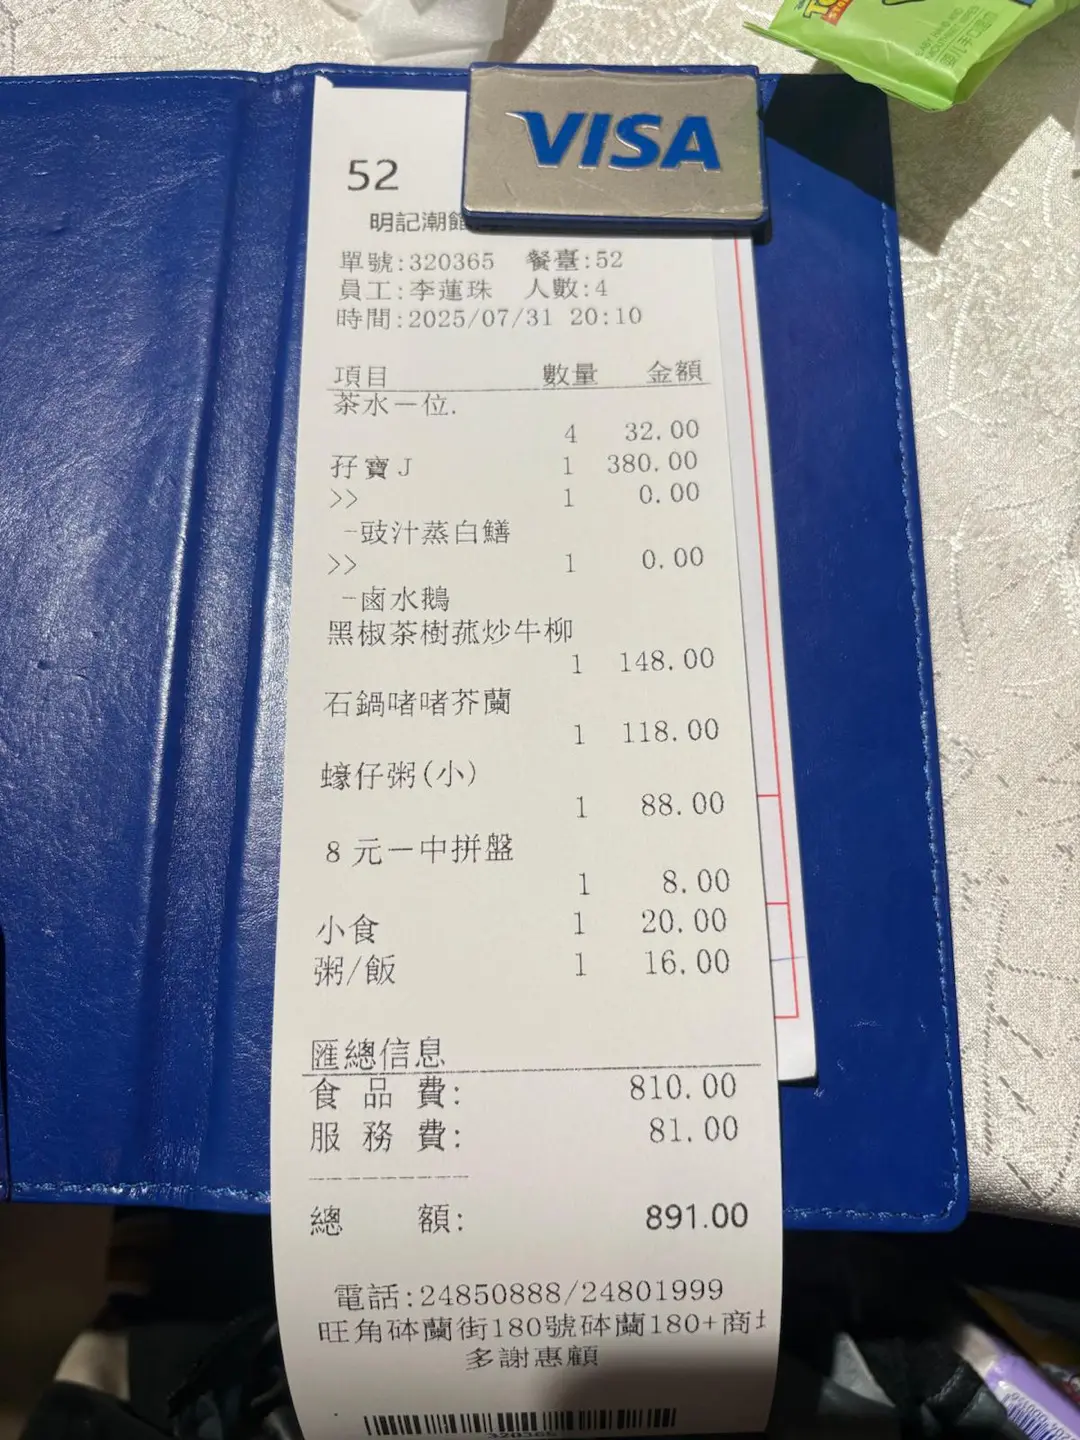 VISA
52
明記潮館
單號:320365 餐臺:52
員工:李蓮珠 人數:4
時間:2025/07/31 20:10
項目 數量 金額
茶水一位.
4 32.00
孖寶J 1 380.00
>> 1 0.00
-豉汁蒸白鱔
>> 1 0.00
-鹵水鵝
黑椒茶樹菰炒牛柳
1 148.00
石鍋啫啫芥蘭
1 118.00
蠔仔粥(小)
1 88.00
8元一中拼盤
1 8.00
小食 1 20.00
粥/飯 1 16.00
匯總信息
食品費: 810.00
服務費: 81.00
總額: 891.00
電話:24850888/24801999
旺角砵蘭街180號砵蘭180+商
多謝惠顧
320365